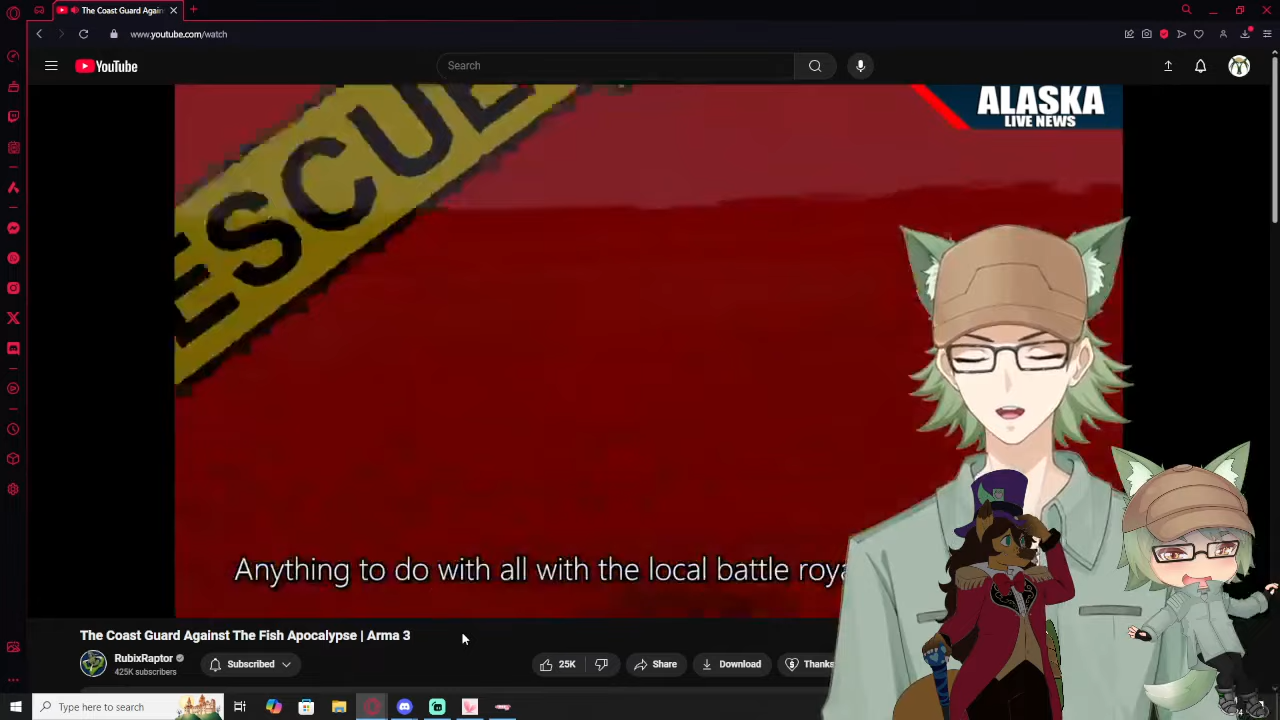 The Coast Guard Again
www.youtube.com/watch
YouTube
Search
ESCUE
ALASKA
LIVE NEWS
Anything to do with all with the local battle roya
The Coast Guard Against The Fish Apocalypse | Arma 3
RubixRaptor
425K subscribers
Subscribed
25K
Share
Download
Thanks
Type here to search